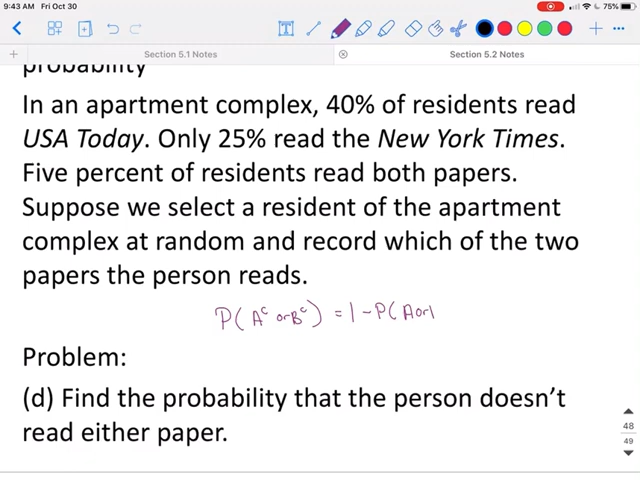 9:43 AM Fri Oct 30
75%
Section 5.1 Notes
Section 5.2 Notes
probability
In an apartment complex, 40% of residents read
USA Today. Only 25% read the New York Times.
Five percent of residents read both papers.
Suppose we select a resident of the apartment
complex at random and record which of the two
papers the person reads.
P(Aᶜ or Bᶜ) = 1 - P(A or
Problem:
(d) Find the probability that the person doesn't
read either paper.
48
49